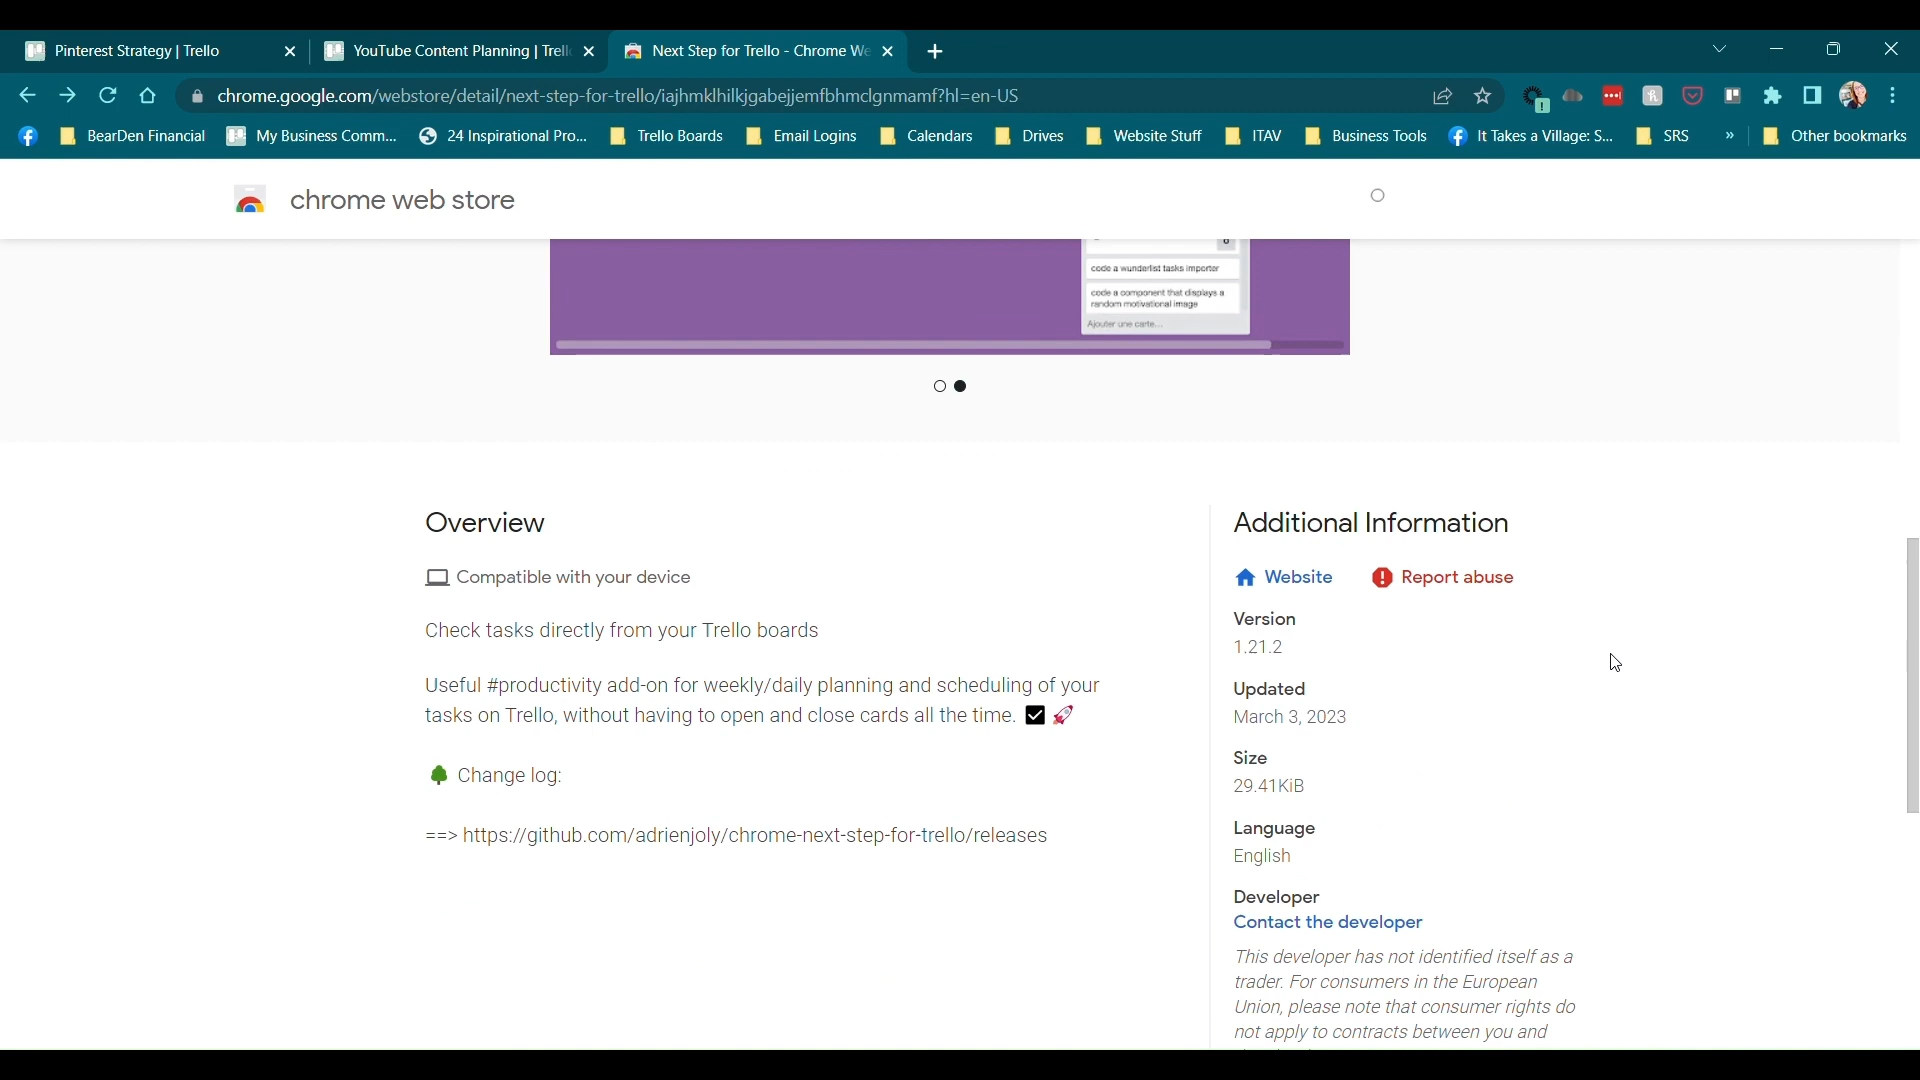 Pinterest Strategy | Trello
YouTube Content Planning | Trell
Next Step for Trello - Chrome We
chrome.google.com/webstore/detail/next-step-for-trello/iajhmklhilkjgabejjemfbhmclgnmamf?hl=en-US
BearDen Financial
My Business Comm...
24 Inspirational Pro...
Trello Boards
Email Logins
Calendars
Drives
Website Stuff
ITAV
Business Tools
It Takes a Village: S...
SRS
»
Other bookmarks
chrome web store
code a wunderlist tasks importer
code a component that displays a
random motivational image
Ajouter une carte...
Overview
Compatible with your device
Check tasks directly from your Trello boards
Useful #productivity add-on for weekly/daily planning and scheduling of your
tasks on Trello, without having to open and close cards all the time. ☑️ 🚀
🌳 Change log:
==> https://github.com/adrienjoly/chrome-next-step-for-trello/releases
Additional Information
Website
Report abuse
Version
1.21.2
Updated
March 3, 2023
Size
29.41KiB
Language
English
Developer
Contact the developer
This developer has not identified itself as a
trader. For consumers in the European
Union, please note that consumer rights do
not apply to contracts between you and